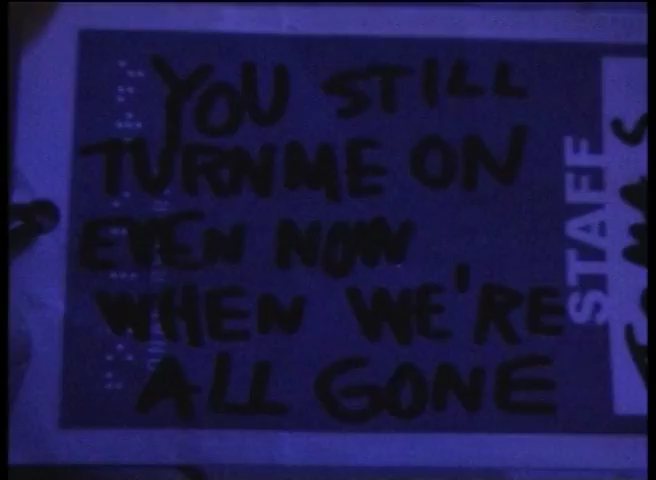 YOU STILL
TURN ME ON
EVEN NOW
WHEN WE'RE
ALL GONE
STAFF